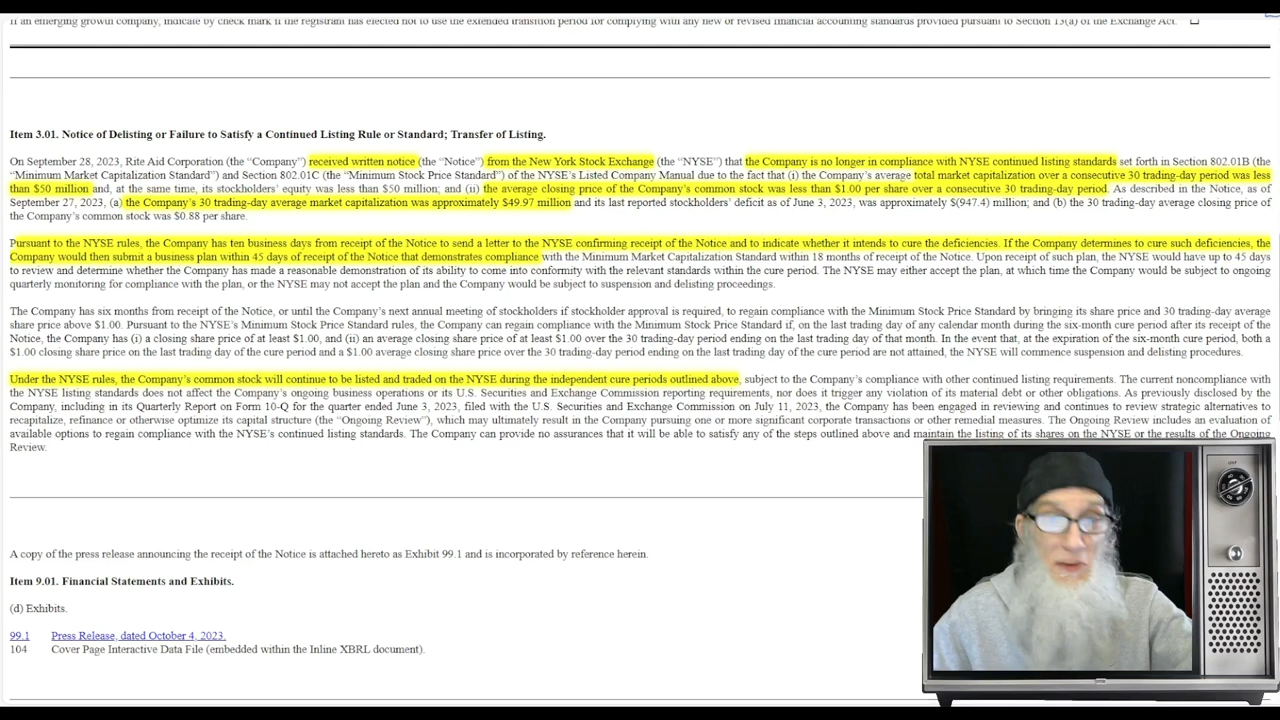 If an emerging growth company, indicate by check mark if the registrant has elected not to use the extended transition period for complying with any new or revised financial accounting standards provided pursuant to Section 13(a) of the Exchange Act. ☐
Item 3.01. Notice of Delisting or Failure to Satisfy a Continued Listing Rule or Standard; Transfer of Listing.
On September 28, 2023, Rite Aid Corporation (the “Company”) received written notice (the “Notice”) from the New York Stock Exchange (the “NYSE”) that the Company is no longer in compliance with NYSE continued listing standards set forth in Section 802.01B (the
“Minimum Market Capitalization Standard”) and Section 802.01C (the “Minimum Stock Price Standard”) of the NYSE’s Listed Company Manual due to the fact that (i) the Company’s average total market capitalization over a consecutive 30 trading-day period was less
than $50 million and, at the same time, its stockholders’ equity was less than $50 million; and (ii) the average closing price of the Company’s common stock was less than $1.00 per share over a consecutive 30 trading-day period. As described in the Notice, as of
September 27, 2023, (a) the Company’s 30 trading-day average market capitalization was approximately $49.97 million and its last reported stockholders’ deficit as of June 3, 2023, was approximately $(947.4) million; and (b) the 30 trading-day average closing price of
the Company’s common stock was $0.88 per share.
Pursuant to the NYSE rules, the Company has ten business days from receipt of the Notice to send a letter to the NYSE confirming receipt of the Notice and to indicate whether it intends to cure the deficiencies. If the Company determines to cure such deficiencies, the
Company would then submit a business plan within 45 days of receipt of the Notice that demonstrates compliance with the Minimum Market Capitalization Standard within 18 months of receipt of the Notice. Upon receipt of such plan, the NYSE would have up to 45 days
to review and determine whether the Company has made a reasonable demonstration of its ability to come into conformity with the relevant standards within the cure period. The NYSE may either accept the plan, at which time the Company would be subject to ongoing
quarterly monitoring for compliance with the plan, or the NYSE may not accept the plan and the Company would be subject to suspension and delisting proceedings.
The Company has six months from receipt of the Notice, or until the Company’s next annual meeting of stockholders if stockholder approval is required, to regain compliance with the Minimum Stock Price Standard by bringing its share price and 30 trading-day average
share price above $1.00. Pursuant to the NYSE’s Minimum Stock Price Standard rules, the Company can regain compliance with the Minimum Stock Price Standard if, on the last trading day of any calendar month during the six-month cure period after its receipt of the
Notice, the Company has (i) a closing share price of at least $1.00, and (ii) an average closing share price of at least $1.00 over the 30 trading-day period ending on the last trading day of that month. In the event that, at the expiration of the six-month cure period, both a
$1.00 closing share price on the last trading day of the cure period and a $1.00 average closing share price over the 30 trading-day period ending on the last trading day of the cure period are not attained, the NYSE will commence suspension and delisting procedures.
Under the NYSE rules, the Company’s common stock will continue to be listed and traded on the NYSE during the independent cure periods outlined above, subject to the Company’s compliance with other continued listing requirements. The current noncompliance with
the NYSE listing standards does not affect the Company’s ongoing business operations or its U.S. Securities and Exchange Commission reporting requirements, nor does it trigger any violation of its material debt or other obligations. As previously disclosed by the
Company, including in its Quarterly Report on Form 10-Q for the quarter ended June 3, 2023, filed with the U.S. Securities and Exchange Commission on July 11, 2023, the Company has been engaged in reviewing and continues to review strategic alternatives to
recapitalize, refinance or otherwise optimize its capital structure (the “Ongoing Review”), which may ultimately result in the Company pursuing one or more significant corporate transactions or other remedial measures. The Ongoing Review includes an evaluation of
available options to regain compliance with the NYSE’s continued listing standards. The Company can provide no assurances that it will be able to satisfy any of the steps outlined above and maintain the listing of its shares on the NYSE or the results of the Ongoing
Review.
A copy of the press release announcing the receipt of the Notice is attached hereto as Exhibit 99.1 and is incorporated by reference herein.
Item 9.01. Financial Statements and Exhibits.
(d) Exhibits.
99.1 Press Release, dated October 4, 2023.
104 Cover Page Interactive Data File (embedded within the Inline XBRL document).